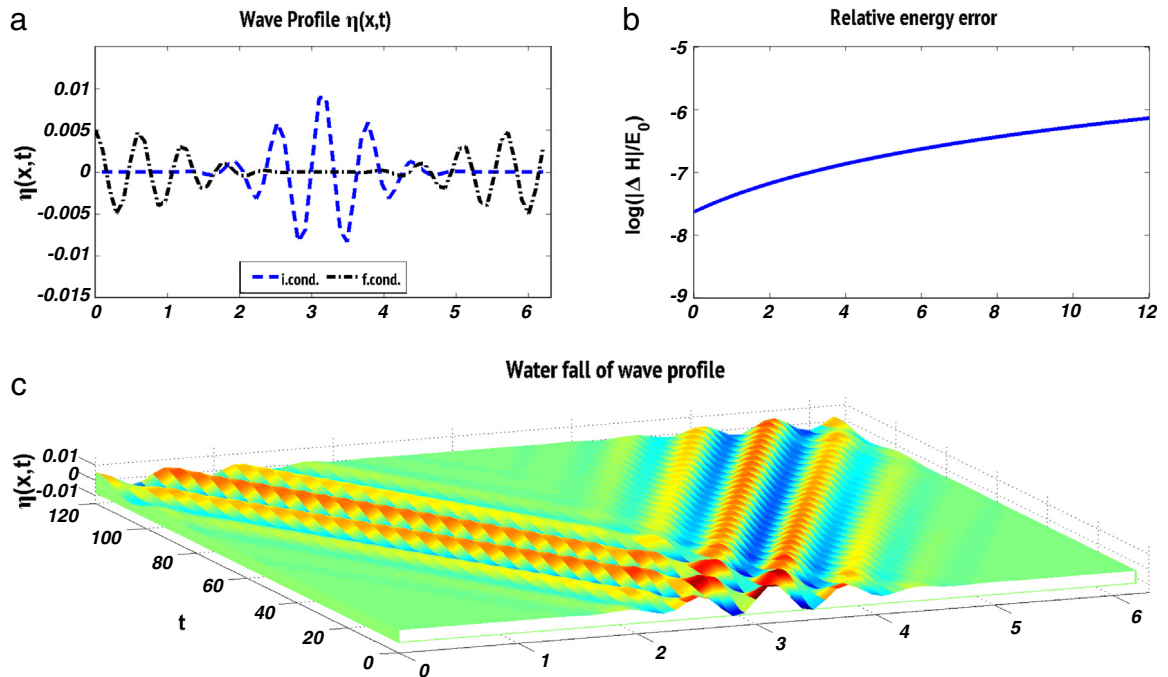 a
Wave Profile η(x,t)
η(x,t)
0.01
0.005
0
-0.005
-0.01
-0.015
0 1 2 3 4 5 6
i.cond. f.cond.
b
Relative energy error
log(|Δ H|/E_0)
-5
-6
-7
-8
-9
0 2 4 6 8 10 12
c
Water fall of wave profile
η(x,t)
0.01
0
-0.01
120
100
80
60
40
20
0
t
0 1 2 3 4 5 6